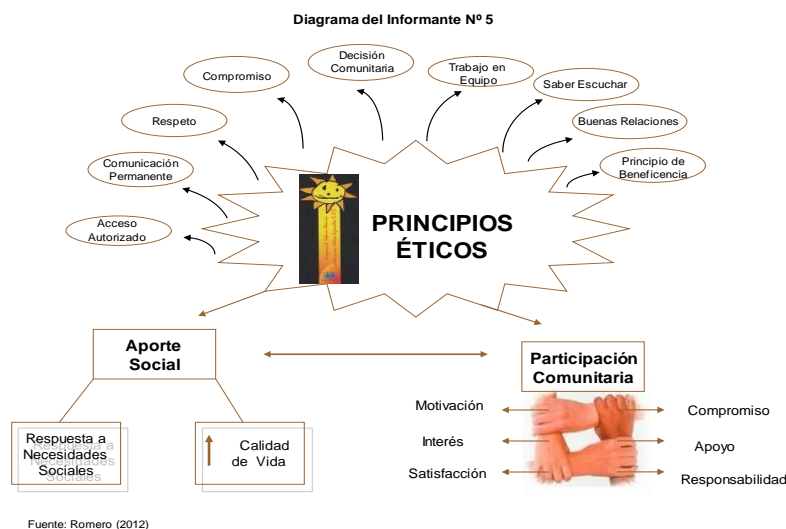 Diagrama del Informante Nº 5
Decisión
Comunitaria
Trabajo en
Equipo
Compromiso
Saber Escuchar
Respeto
Buenas Relaciones
Comunicación
Permanente
Principio de
Beneficencia
Acceso
Autorizado
PRINCIPIOS
ÉTICOS
Aporte
Social
Participación
Comunitaria
Motivación
Compromiso
Interés
Apoyo
Satisfacción
Responsabilidad
Respuesta a
Necesidades
Sociales
Calidad
de Vida
Fuente: Romero (2012)